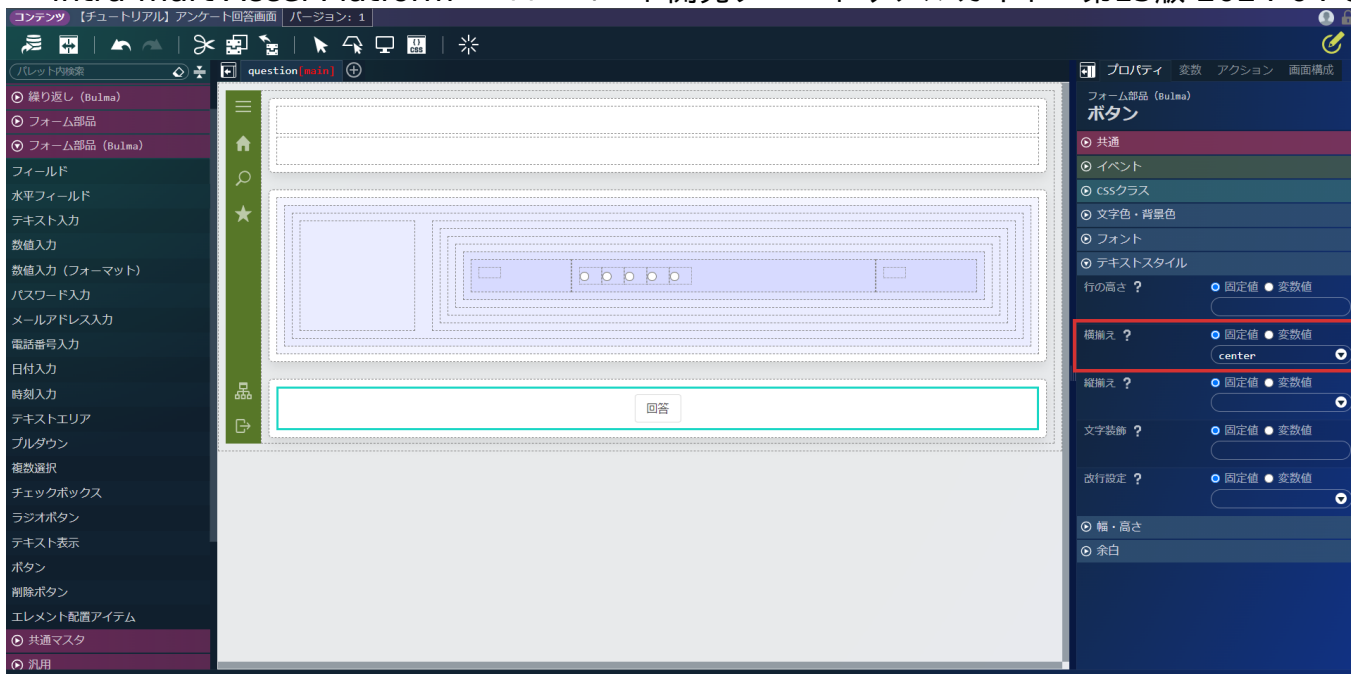 コンテンツ 【チュートリアル】アンケート回答画面 バージョン: 1
パレット内検索
question[main]
プロパティ 変数 アクション 画面構成
繰り返し (Bulma)
フォーム部品
フォーム部品 (Bulma)
フィールド
水平フィールド
テキスト入力
数値入力
数値入力 (フォーマット)
パスワード入力
メールアドレス入力
電話番号入力
日付入力
時刻入力
テキストエリア
プルダウン
複数選択
チェックボックス
ラジオボタン
テキスト表示
ボタン
削除ボタン
エレメント配置アイテム
共通マスタ
汎用
回答
フォーム部品 (Bulma)
ボタン
共通
イベント
CSSクラス
文字色・背景色
フォント
テキストスタイル
行の高さ ? 固定値 変数値
横揃え ? 固定値 変数値
center
縦揃え ? 固定値 変数値
文字装飾 ? 固定値 変数値
改行設定 ? 固定値 変数値
幅・高さ
余白